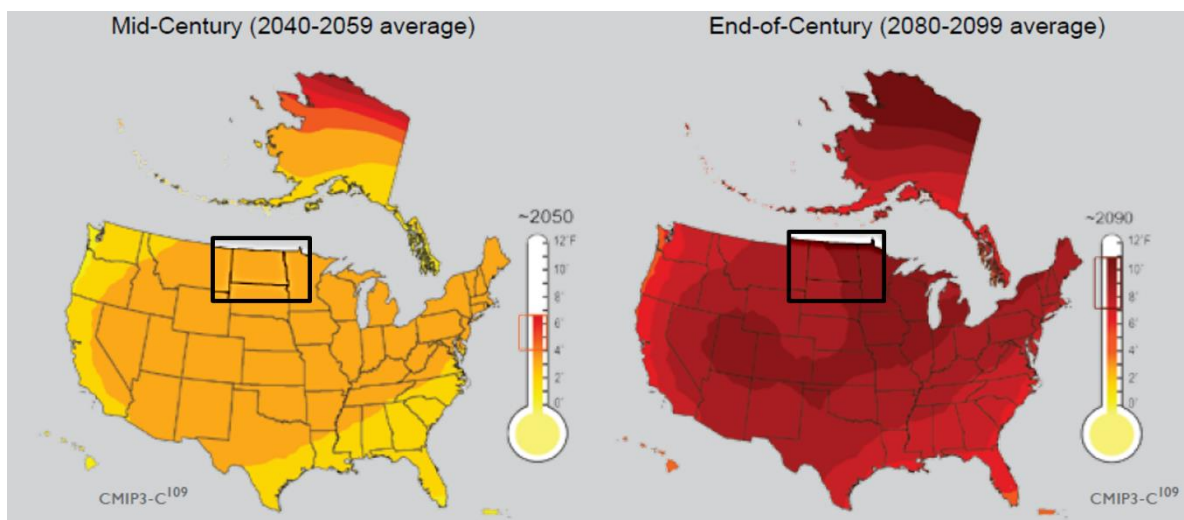 Mid-Century (2040-2059 average)
End-of-Century (2080-2099 average)
~2050
12°F
10°
8°
6°
4°
2°
0°
CMIP3-C109
~2090
12°F
10°
8°
6°
4°
2°
0°
CMIP3-C109